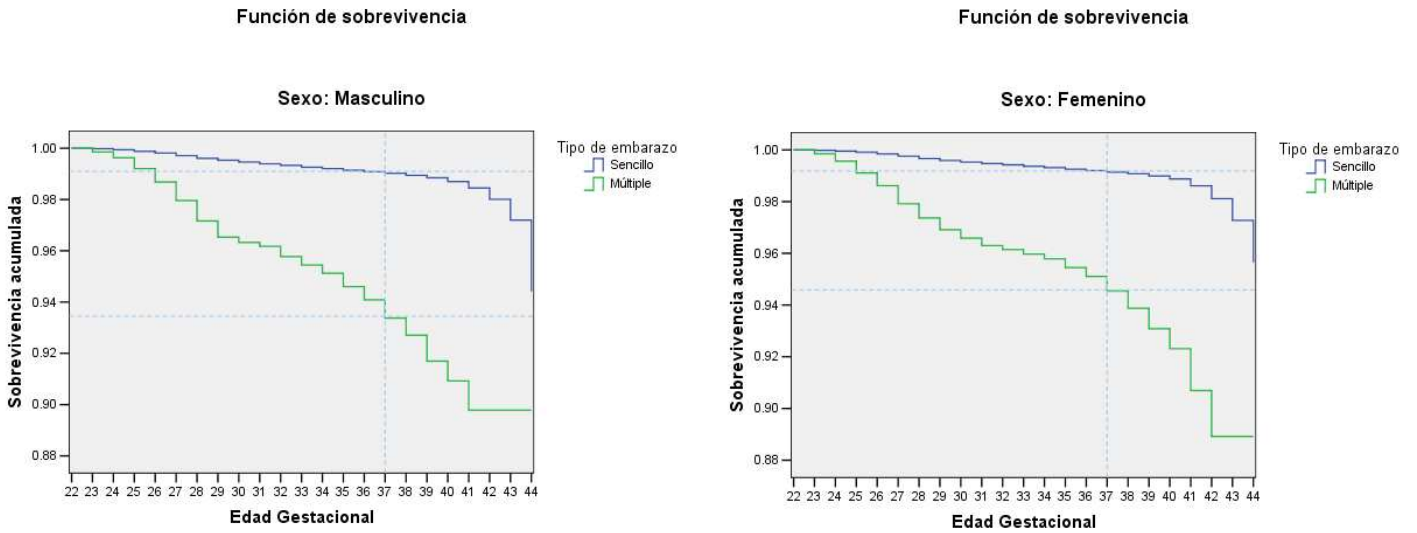 Función de sobrevivencia
Sexo: Masculino
Tipo de embarazo
Sencillo
Múltiple
Sobrevivencia acumulada
1.00
0.98
0.96
0.94
0.92
0.90
0.88
22 23 24 25 26 27 28 29 30 31 32 33 34 35 36 37 38 39 40 41 42 43 44
Edad Gestacional
Función de sobrevivencia
Sexo: Femenino
Tipo de embarazo
Sencillo
Múltiple
Sobrevivencia acumulada
1.00
0.98
0.96
0.94
0.92
0.90
0.88
22 23 24 25 26 27 28 29 30 31 32 33 34 35 36 37 38 39 40 41 42 43 44
Edad Gestacional